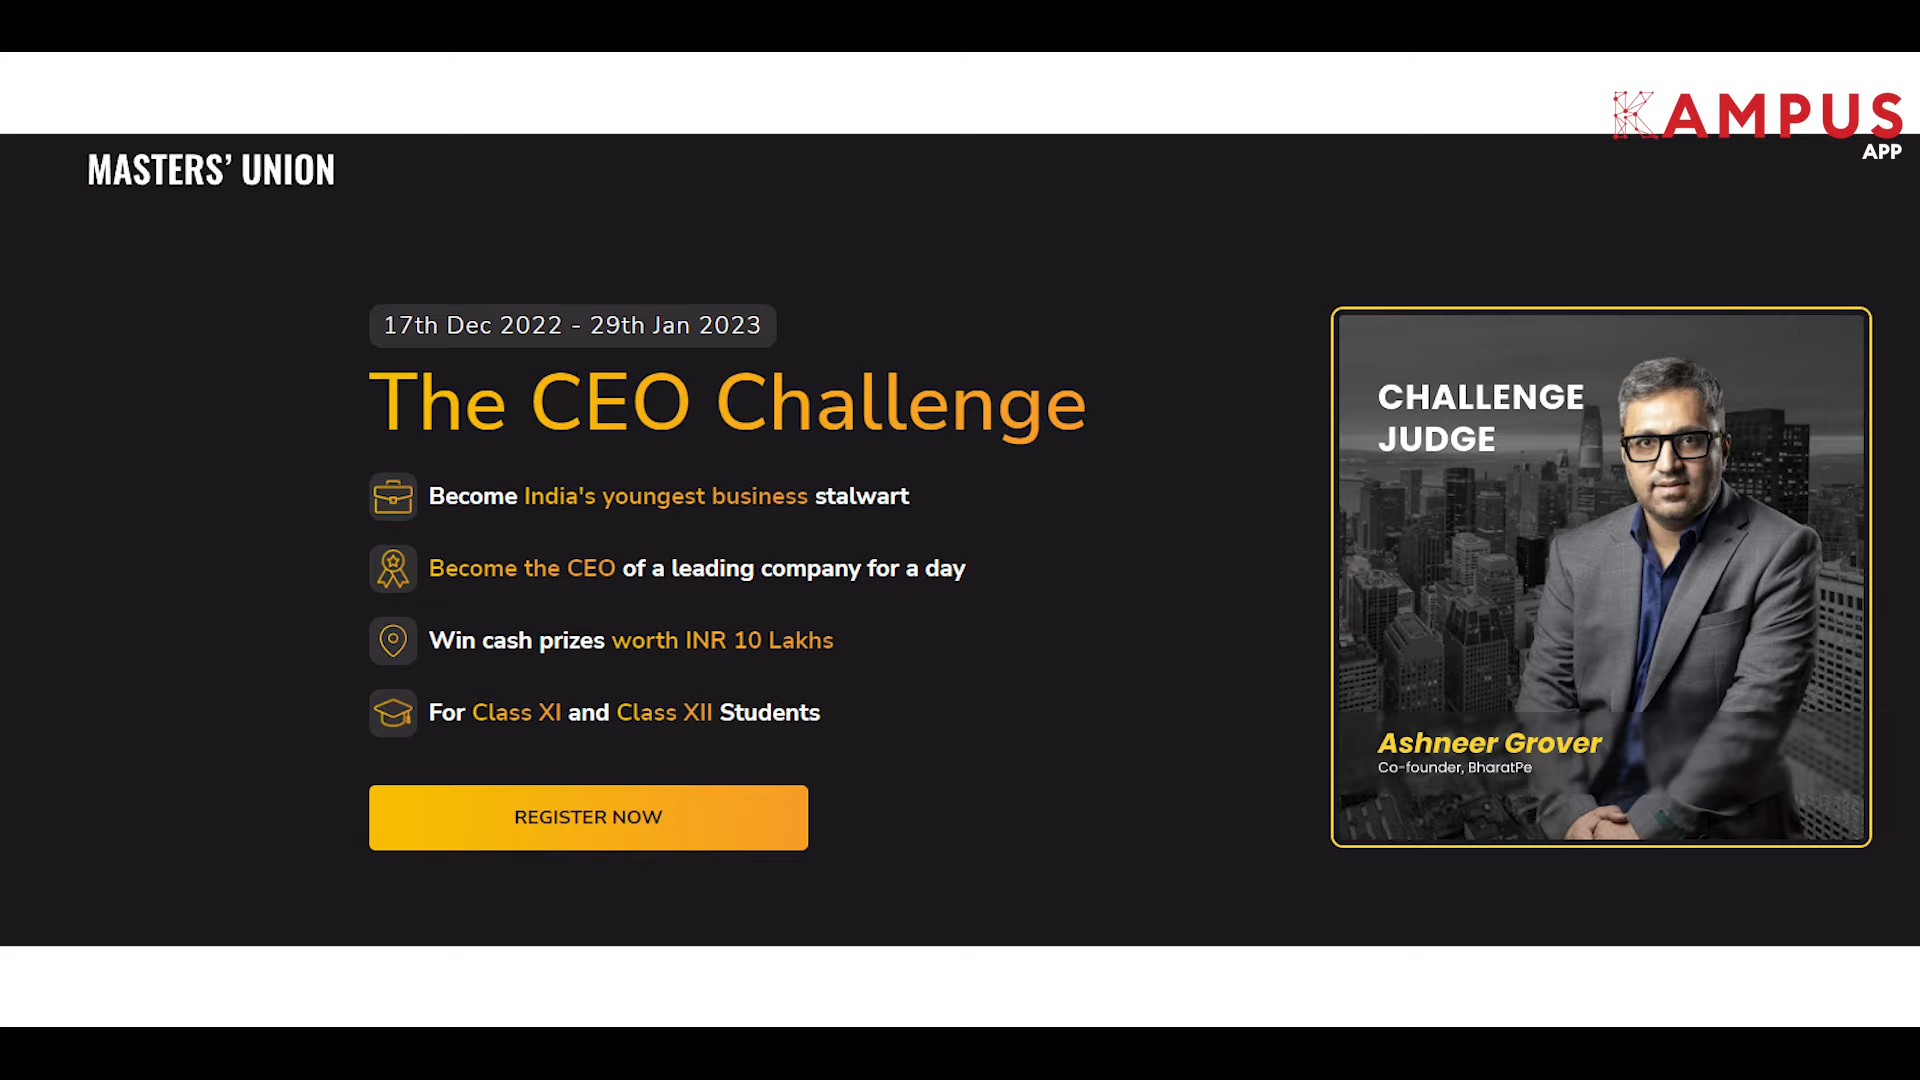 KAMPUS
APP
MASTERS’ UNION
17th Dec 2022 - 29th Jan 2023
The CEO Challenge
Become India's youngest business stalwart
Become the CEO of a leading company for a day
Win cash prizes worth INR 10 Lakhs
For Class XI and Class XII Students
REGISTER NOW
CHALLENGE
JUDGE
Ashneer Grover
Co-founder, BharatPe